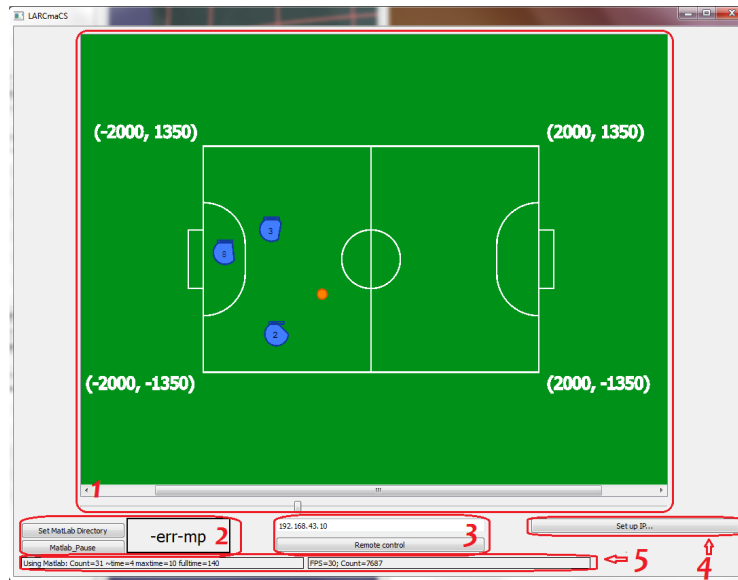 LARCmaCS
(-2000, 1350)
(2000, 1350)
3
8
2
(-2000, -1350)
(2000, -1350)
1
Set MatLab Directory
Matlab_Pause
-err-mp
2
192.168.43.10
Remote control
3
Set up IP...
4
Using Matlab: Count=31 ~time=4 maxtime=10 fulltime=140
FPS=30; Count=7687
5